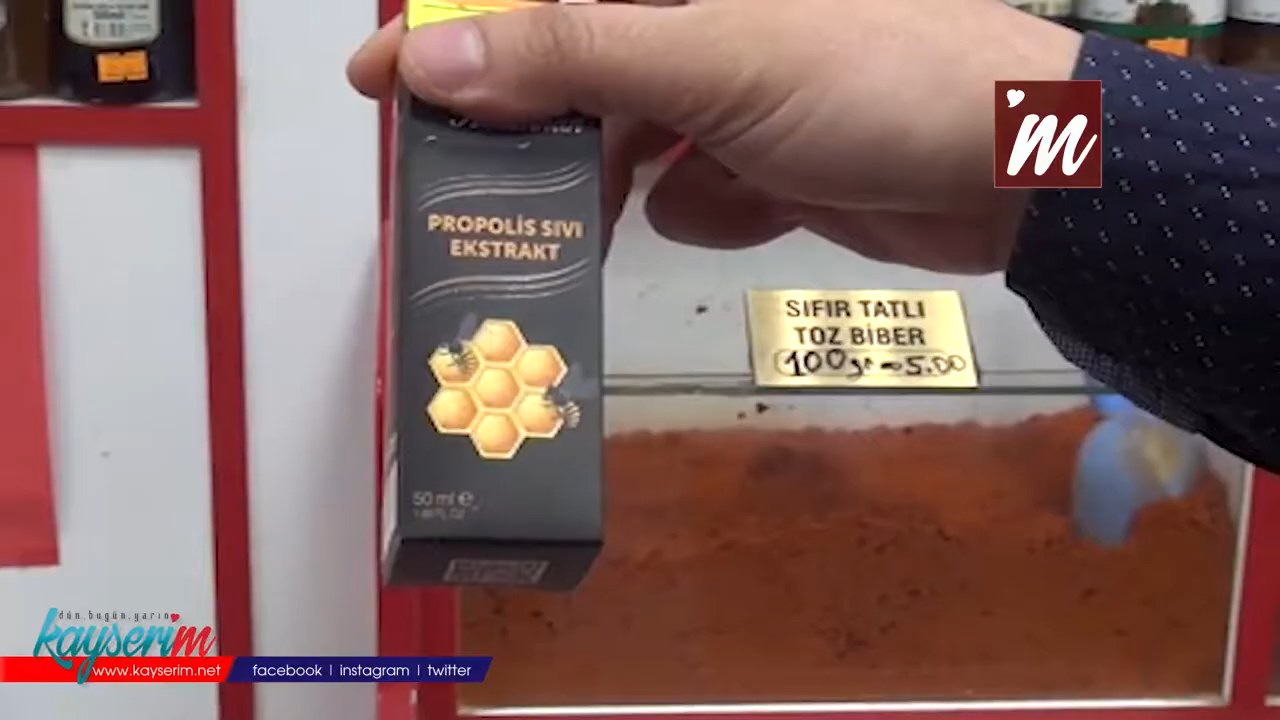 PROPOLİS SIVI
EKSTRAKT
50 ml e
SIFIR TATLI
TOZ BİBER
100gr = 5.00
'm
dün.bugün.yarın
kayserim
www.kayserim.net
facebook | instagram | twitter